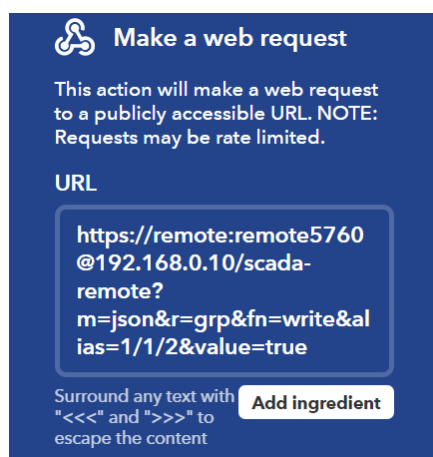 Make a web request
This action will make a web request
to a publicly accessible URL. NOTE:
Requests may be rate limited.
URL
https://remote:remote5760
@192.168.0.10/scada-
remote?
m=json&r=grp&fn=write&al
ias=1/1/2&value=true
Surround any text with
"<<<" and ">>>" to
escape the content
Add ingredient